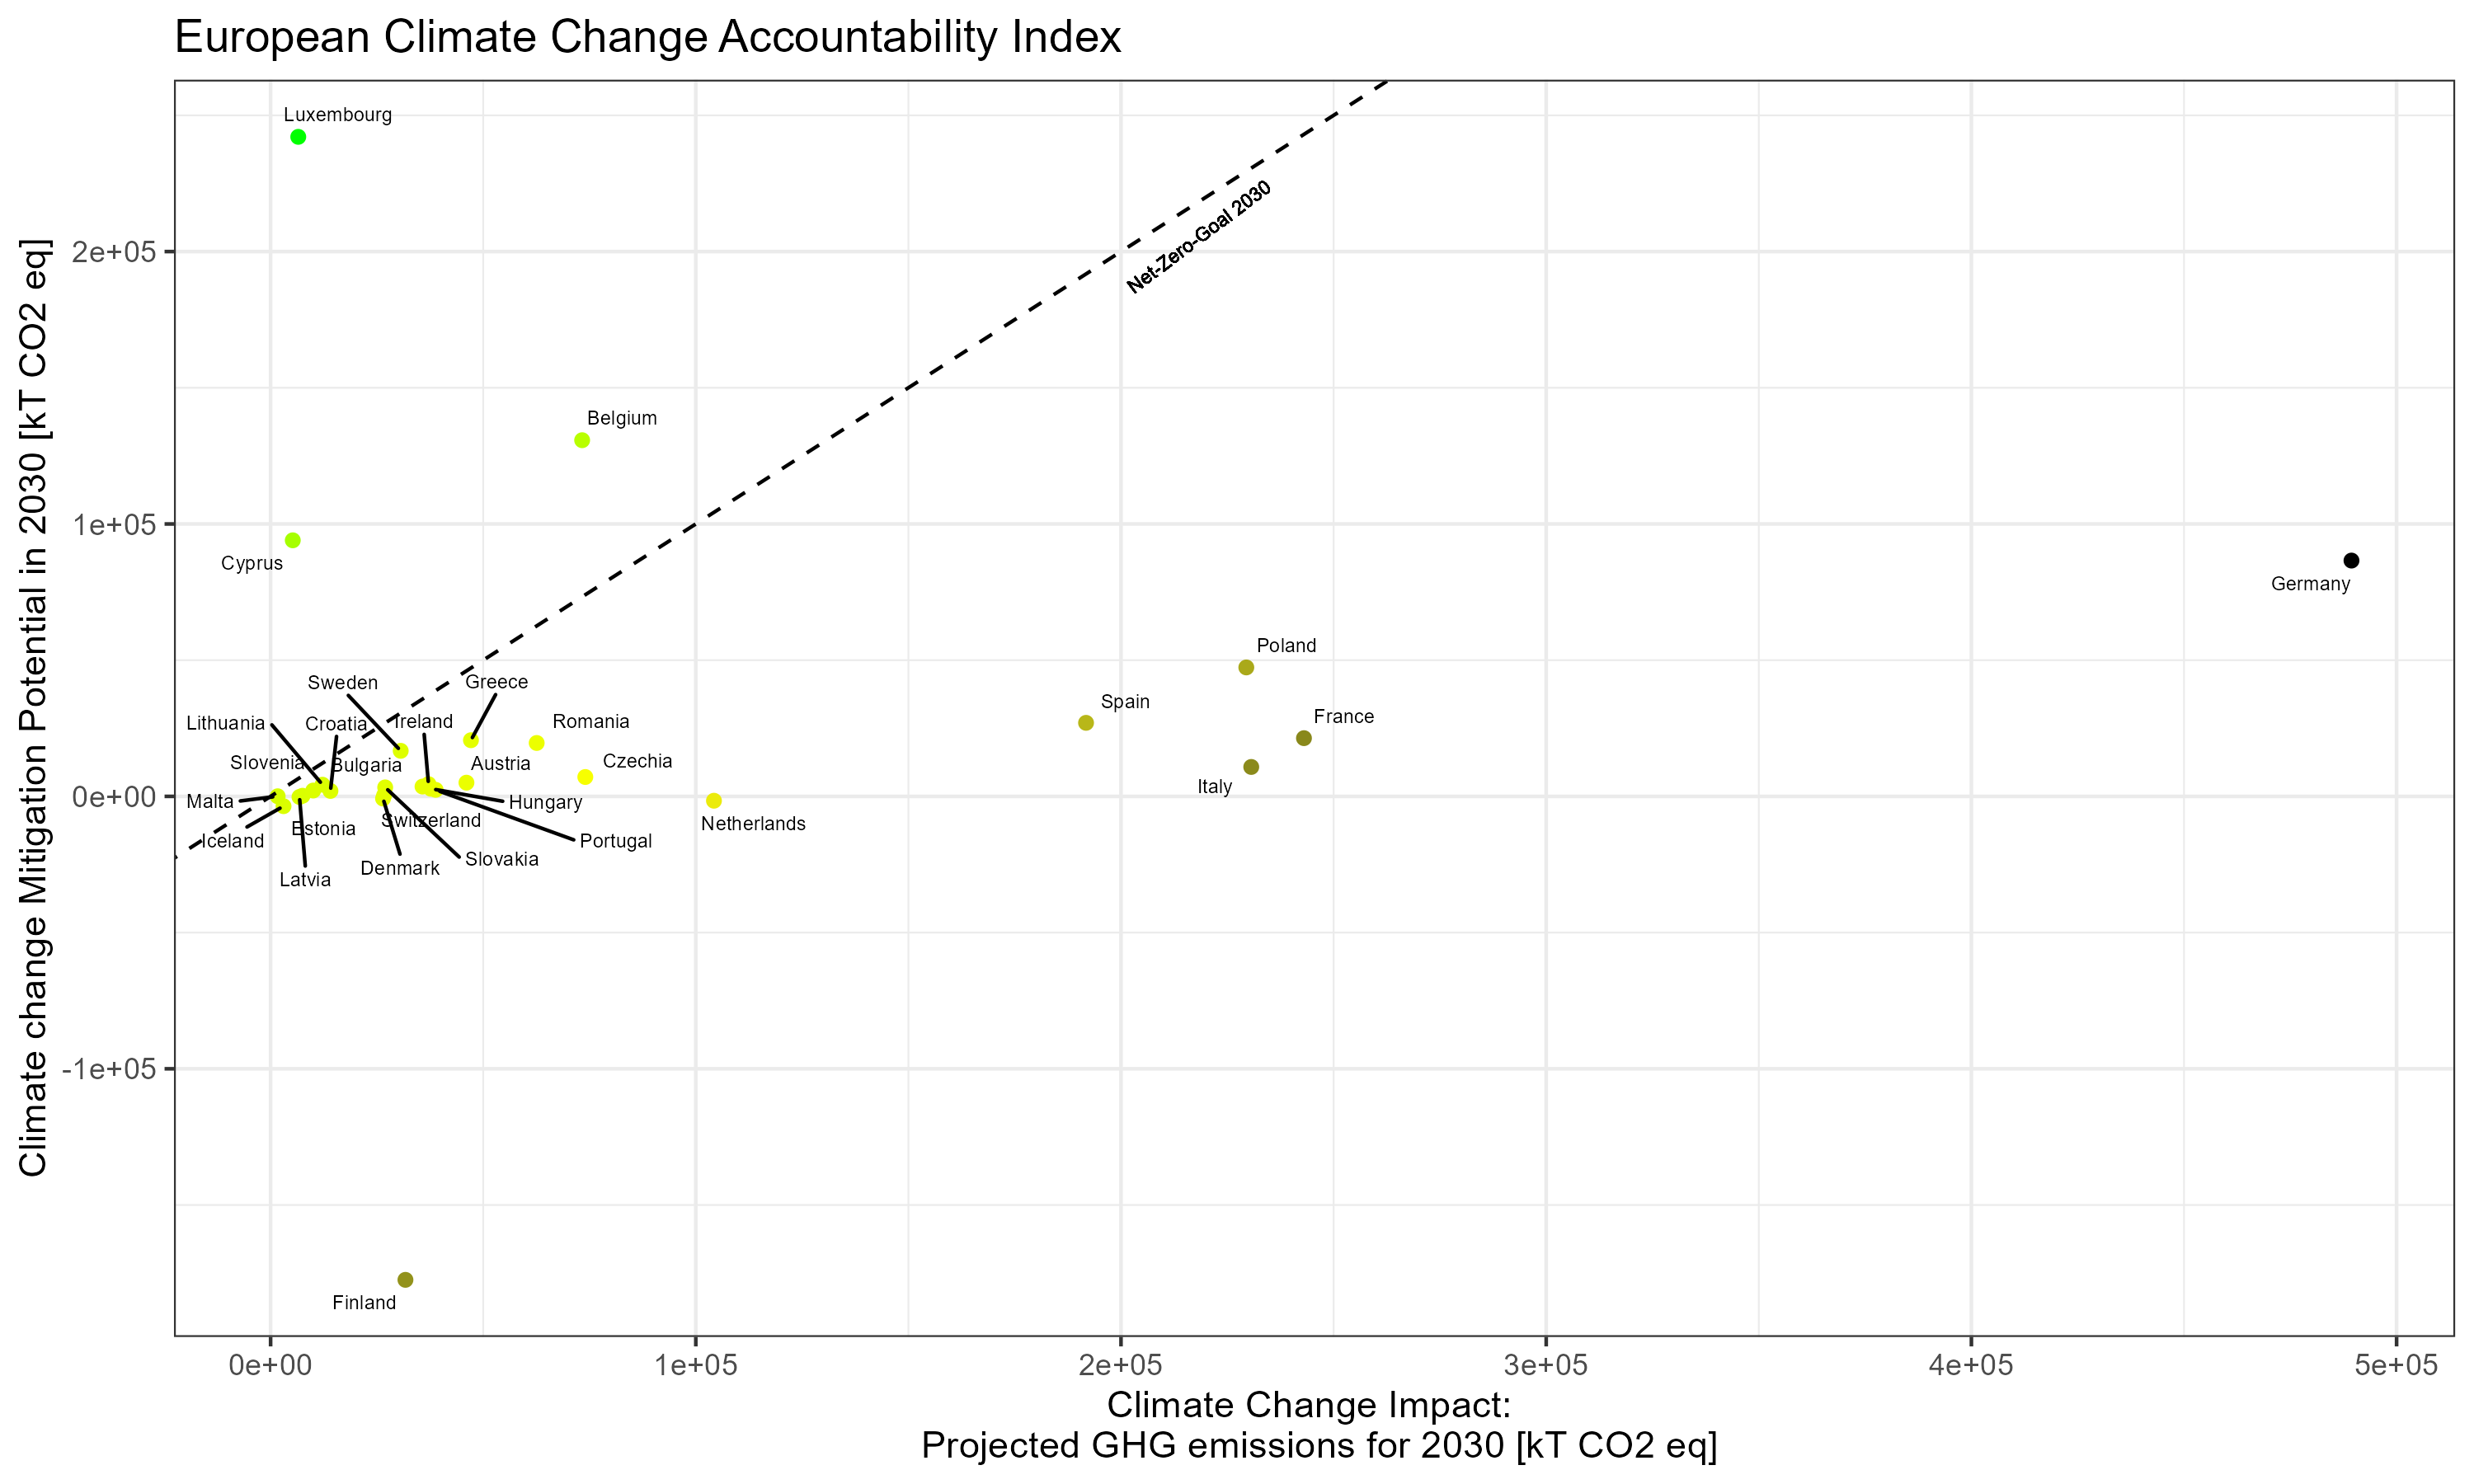 European Climate Change Accountability Index
Climate change Mitigation Potential in 2030 [kT CO2 eq]
2e+05
1e+05
0e+00
-1e+05
Luxembourg
Net-Zero-Goal 2030
Belgium
Cyprus
Germany
Poland
Sweden
Greece
Spain
Lithuania
Croatia
Ireland
Romania
France
Slovenia
Bulgaria
Austria
Czechia
Italy
Malta
Hungary
Iceland
Estonia
Switzerland
Netherlands
Portugal
Denmark
Slovakia
Latvia
Finland
0e+00
1e+05
2e+05
3e+05
4e+05
5e+05
Climate Change Impact:
Projected GHG emissions for 2030 [kT CO2 eq]